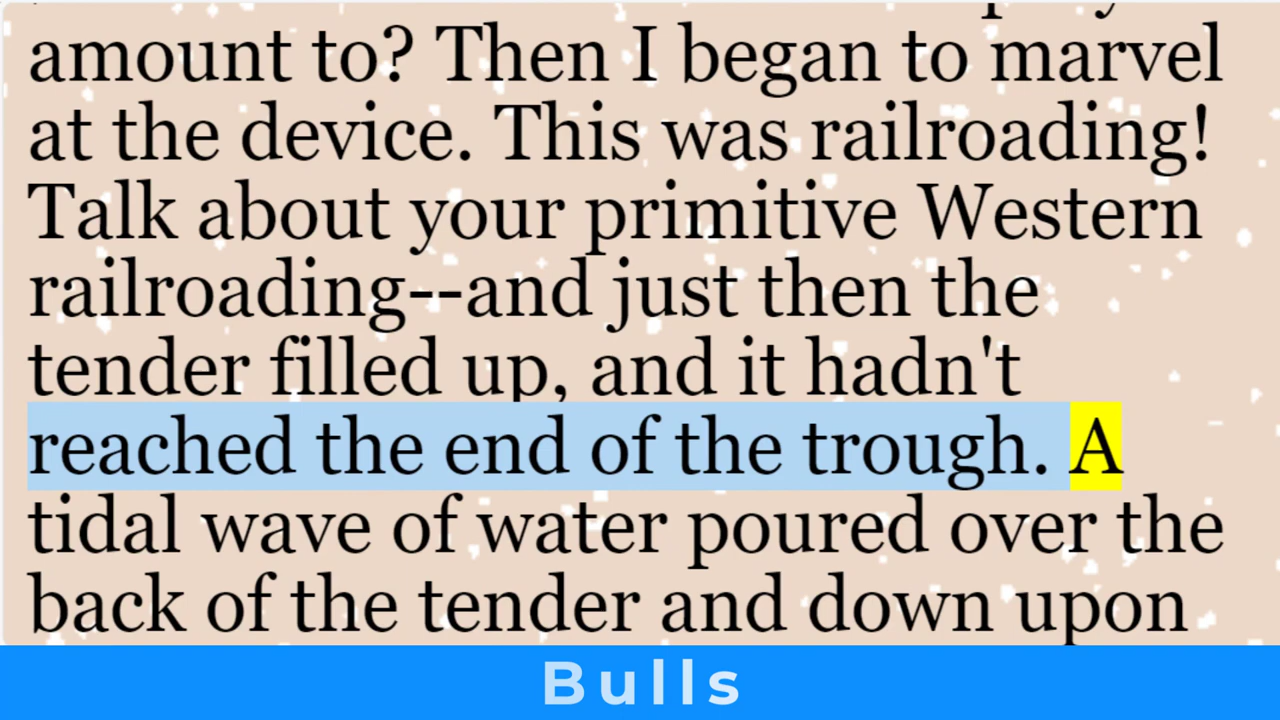 amount to? Then I began to marvel
at the device. This was railroading!
Talk about your primitive Western
railroading--and just then the
tender filled up, and it hadn't
reached the end of the trough. A
tidal wave of water poured over the
back of the tender and down upon
Bulls